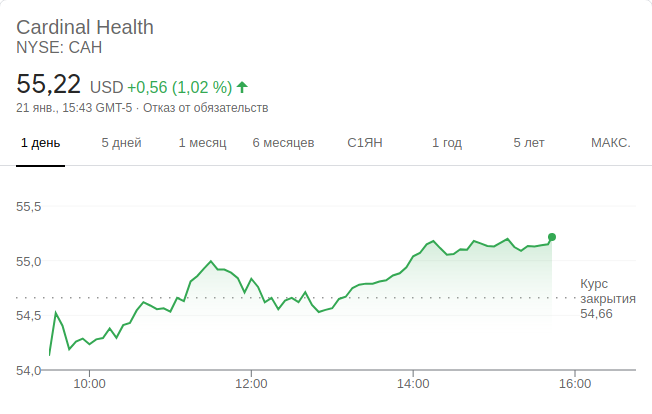 Cardinal Health
NYSE: CAH
55,22 USD +0,56 (1,02 %)
21 янв., 15:43 GMT-5 · Отказ от обязательств
1 день 5 дней 1 месяц 6 месяцев С1ЯН 1 год 5 лет МАКС.
55,5
55,0
Курс
закрытия
54,66
54,5
54,0
10:00 12:00 14:00 16:00